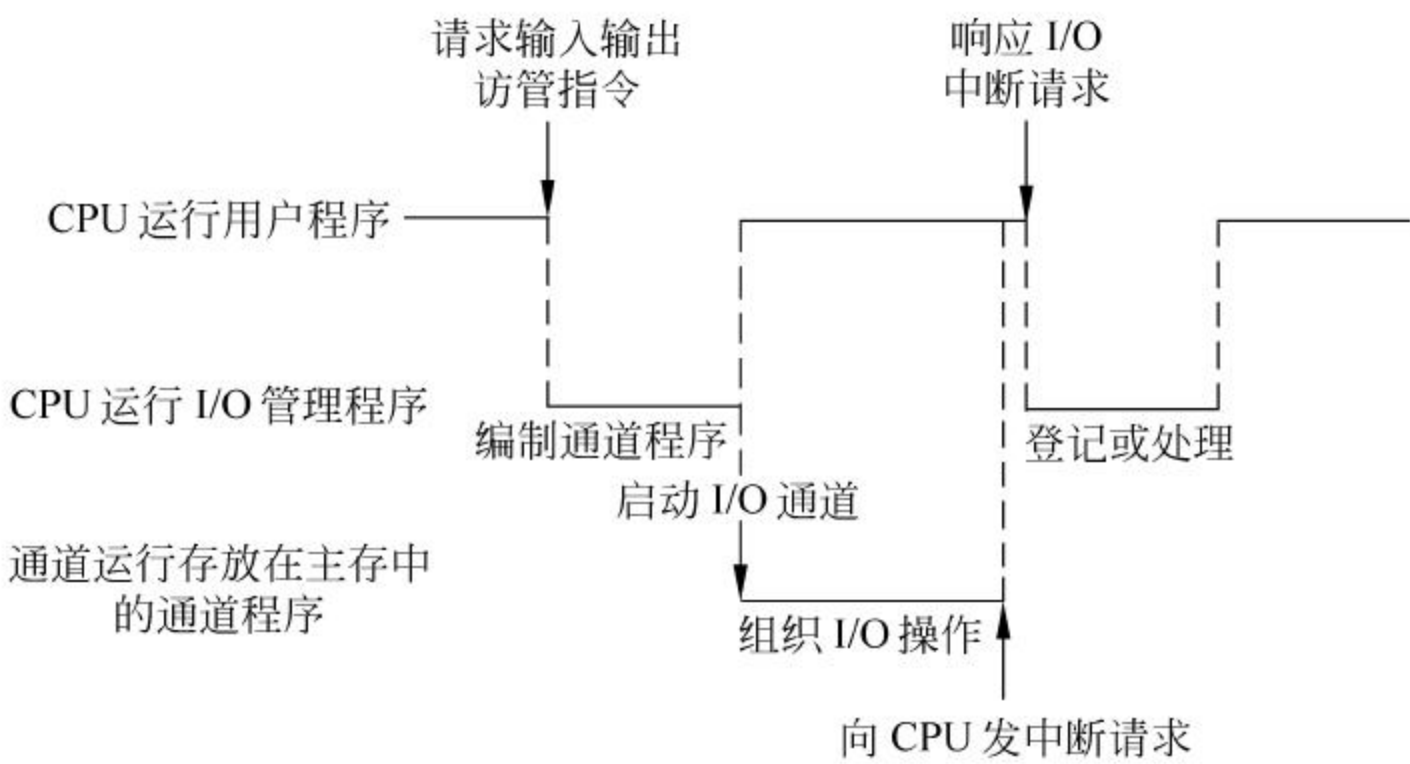 请求输入输出
访管指令
响应 I/O
中断请求
CPU 运行用户程序
CPU 运行 I/O 管理程序
编制通道程序
登记或处理
启动 I/O 通道
通道运行存放在主存中
的通道程序
组织 I/O 操作
向 CPU 发中断请求